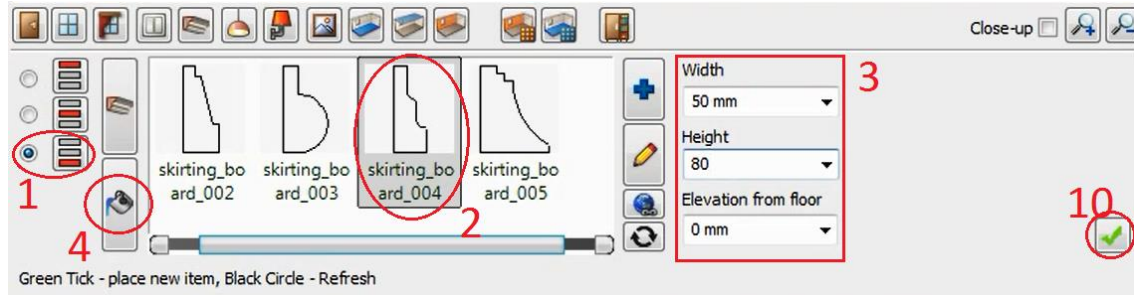 Close-up
Width
3
50 mm
Height
80
1
skirting_bo
ard_002
skirting_bo
ard_003
skirting_bo
ard_004
skirting_bo
ard_005
Elevation from floor
0 mm
4
2
10
Green Tick - place new item, Black Circle - Refresh